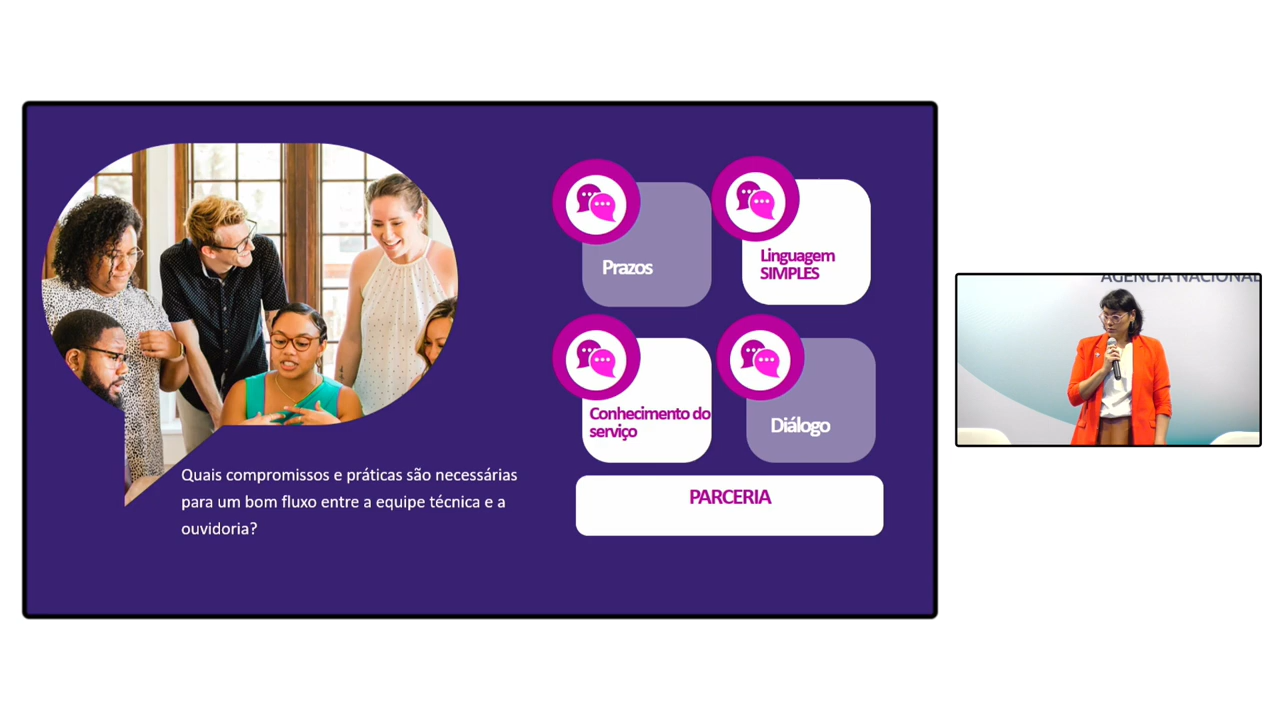 Prazos
Linguagem
SIMPLES
Conhecimento do
serviço
Diálogo
PARCERIA
Quais compromissos e práticas são necessárias
para um bom fluxo entre a equipe técnica e a
ouvidoria?
AGÊNCIA NACIONAL